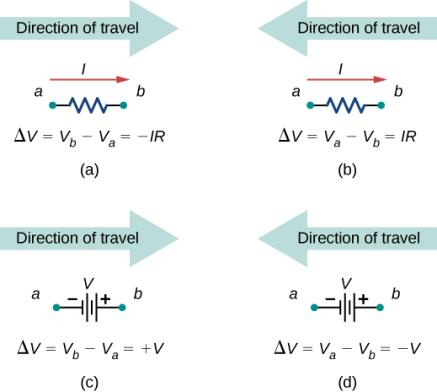 Direction of travel
I
a b
ΔV = V_b − V_a = −IR
(a)
Direction of travel
I
a b
ΔV = V_a − V_b = IR
(b)
Direction of travel
V
a − + b
ΔV = V_b − V_a = +V
(c)
Direction of travel
V
a − + b
ΔV = V_a − V_b = −V
(d)